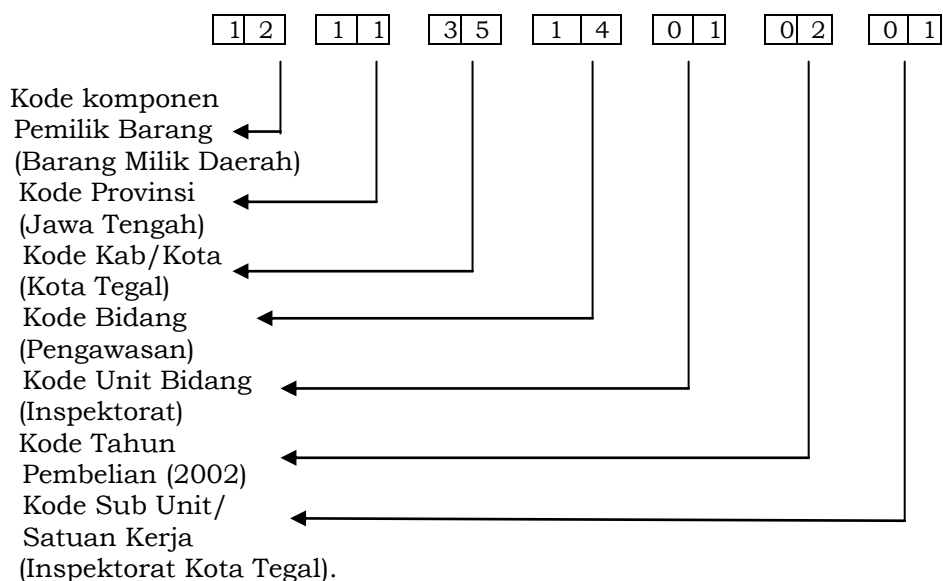 1 2 1 1 3 5 1 4 0 1 0 2 0 1
Kode komponen
Pemilik Barang
(Barang Milik Daerah)
Kode Provinsi
(Jawa Tengah)
Kode Kab/Kota
(Kota Tegal)
Kode Bidang
(Pengawasan)
Kode Unit Bidang
(Inspektorat)
Kode Tahun
Pembelian (2002)
Kode Sub Unit/
Satuan Kerja
(Inspektorat Kota Tegal).